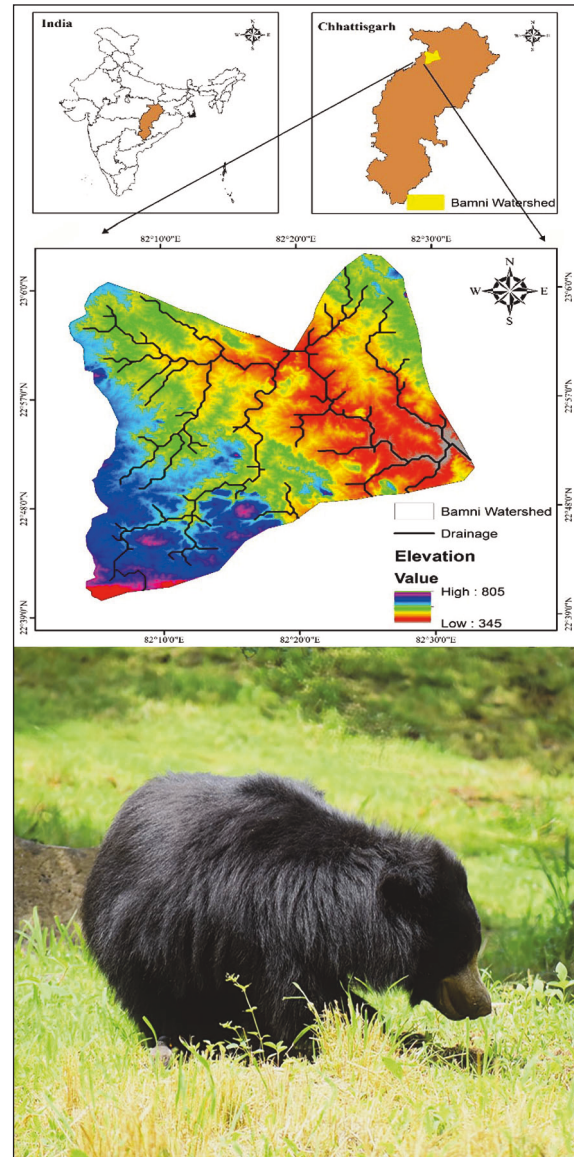 India
N
W E
S
Chhattisgarh
N
W E
S
Bamni Watershed
82°10'0"E 82°20'0"E 82°30'0"E
23°6'0"N
22°57'0"N
22°48'0"N
22°39'0"N
N
W E
S
23°6'0"N
22°57'0"N
22°48'0"N
22°39'0"N
Bamni Watershed
Drainage
Elevation
Value
High : 805
Low : 345
82°10'0"E 82°20'0"E 82°30'0"E